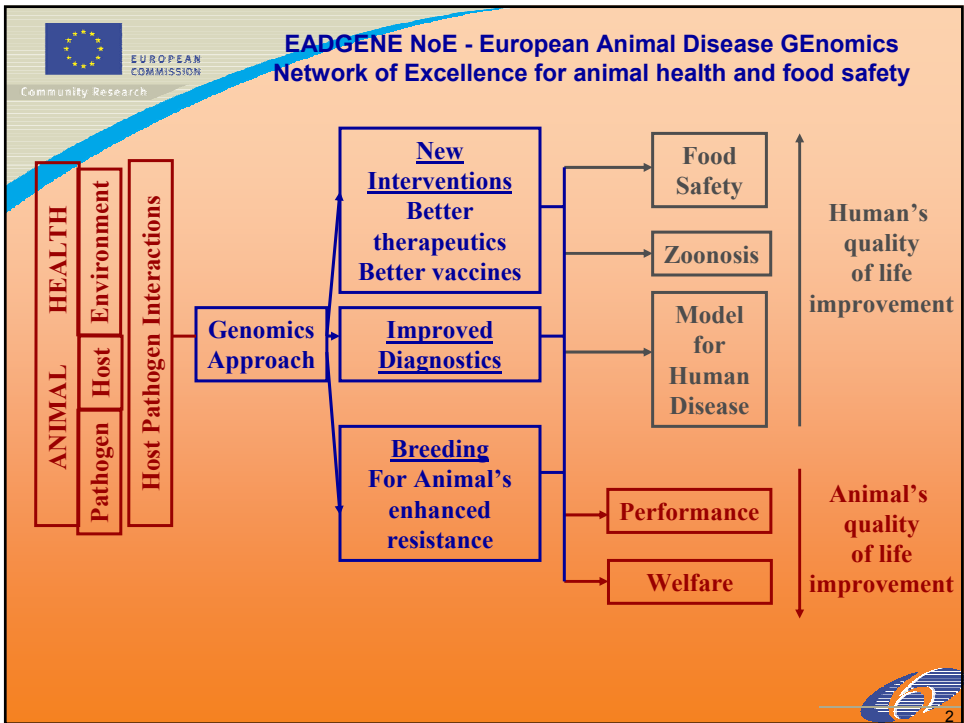 EUROPEAN
COMMISSION
Community Research
EADGENE NoE - European Animal Disease GEnomics
Network of Excellence for animal health and food safety
ANIMAL HEALTH
Pathogen
Host
Environment
Host Pathogen Interactions
Genomics
Approach
New
Interventions
Better
therapeutics
Better vaccines
Improved
Diagnostics
Breeding
For Animal's
enhanced
resistance
Food
Safety
Zoonosis
Model
for
Human
Disease
Performance
Welfare
Human's
quality
of life
improvement
Animal's
quality
of life
improvement
6
2